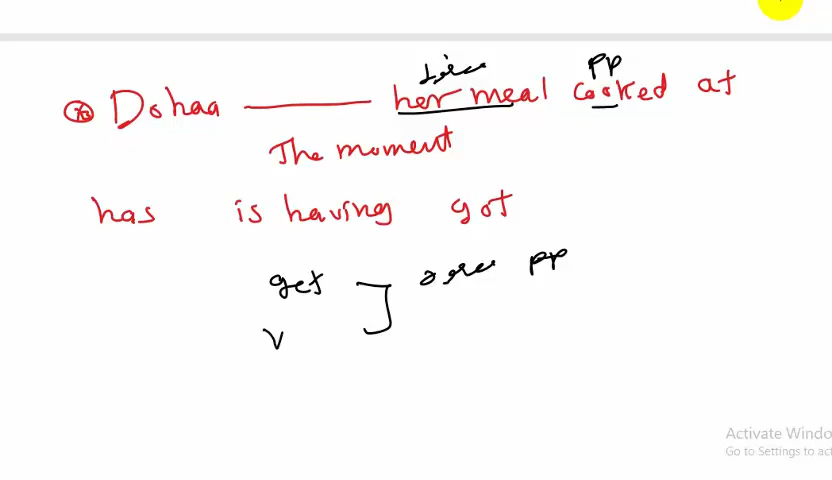 pp
Dohaa ______ her meal cooked at
The moment
has is having got
get ] pp
v
Activate Windo
Go to Settings to act